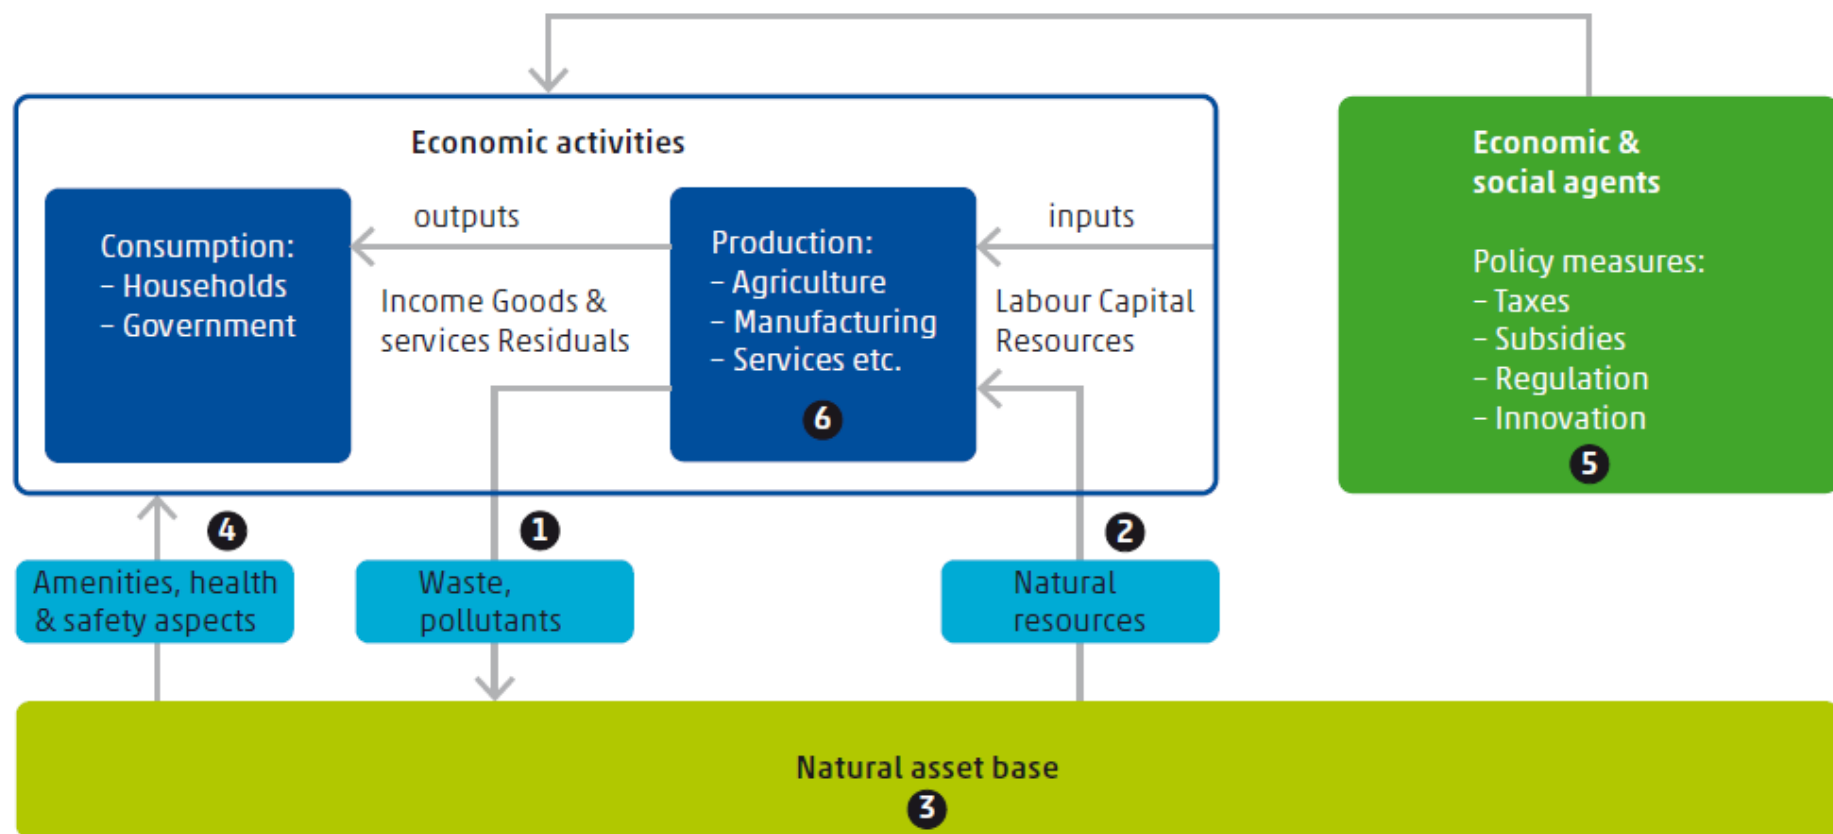 Economic activities
Consumption:
– Households
– Government
outputs
Income Goods &
services Residuals
Production:
– Agriculture
– Manufacturing
– Services etc.
6
inputs
Labour Capital
Resources
Economic &
social agents
Policy measures:
– Taxes
– Subsidies
– Regulation
– Innovation
5
4
Amenities, health
& safety aspects
1
Waste,
pollutants
2
Natural
resources
Natural asset base
3